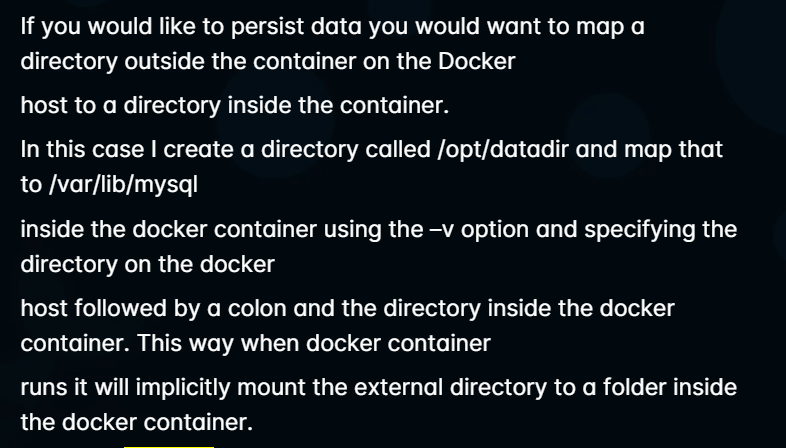 If you would like to persist data you would want to map a
directory outside the container on the Docker
host to a directory inside the container.
In this case I create a directory called /opt/datadir and map that
to /var/lib/mysql
inside the docker container using the –v option and specifying the
directory on the docker
host followed by a colon and the directory inside the docker
container. This way when docker container
runs it will implicitly mount the external directory to a folder inside
the docker container.